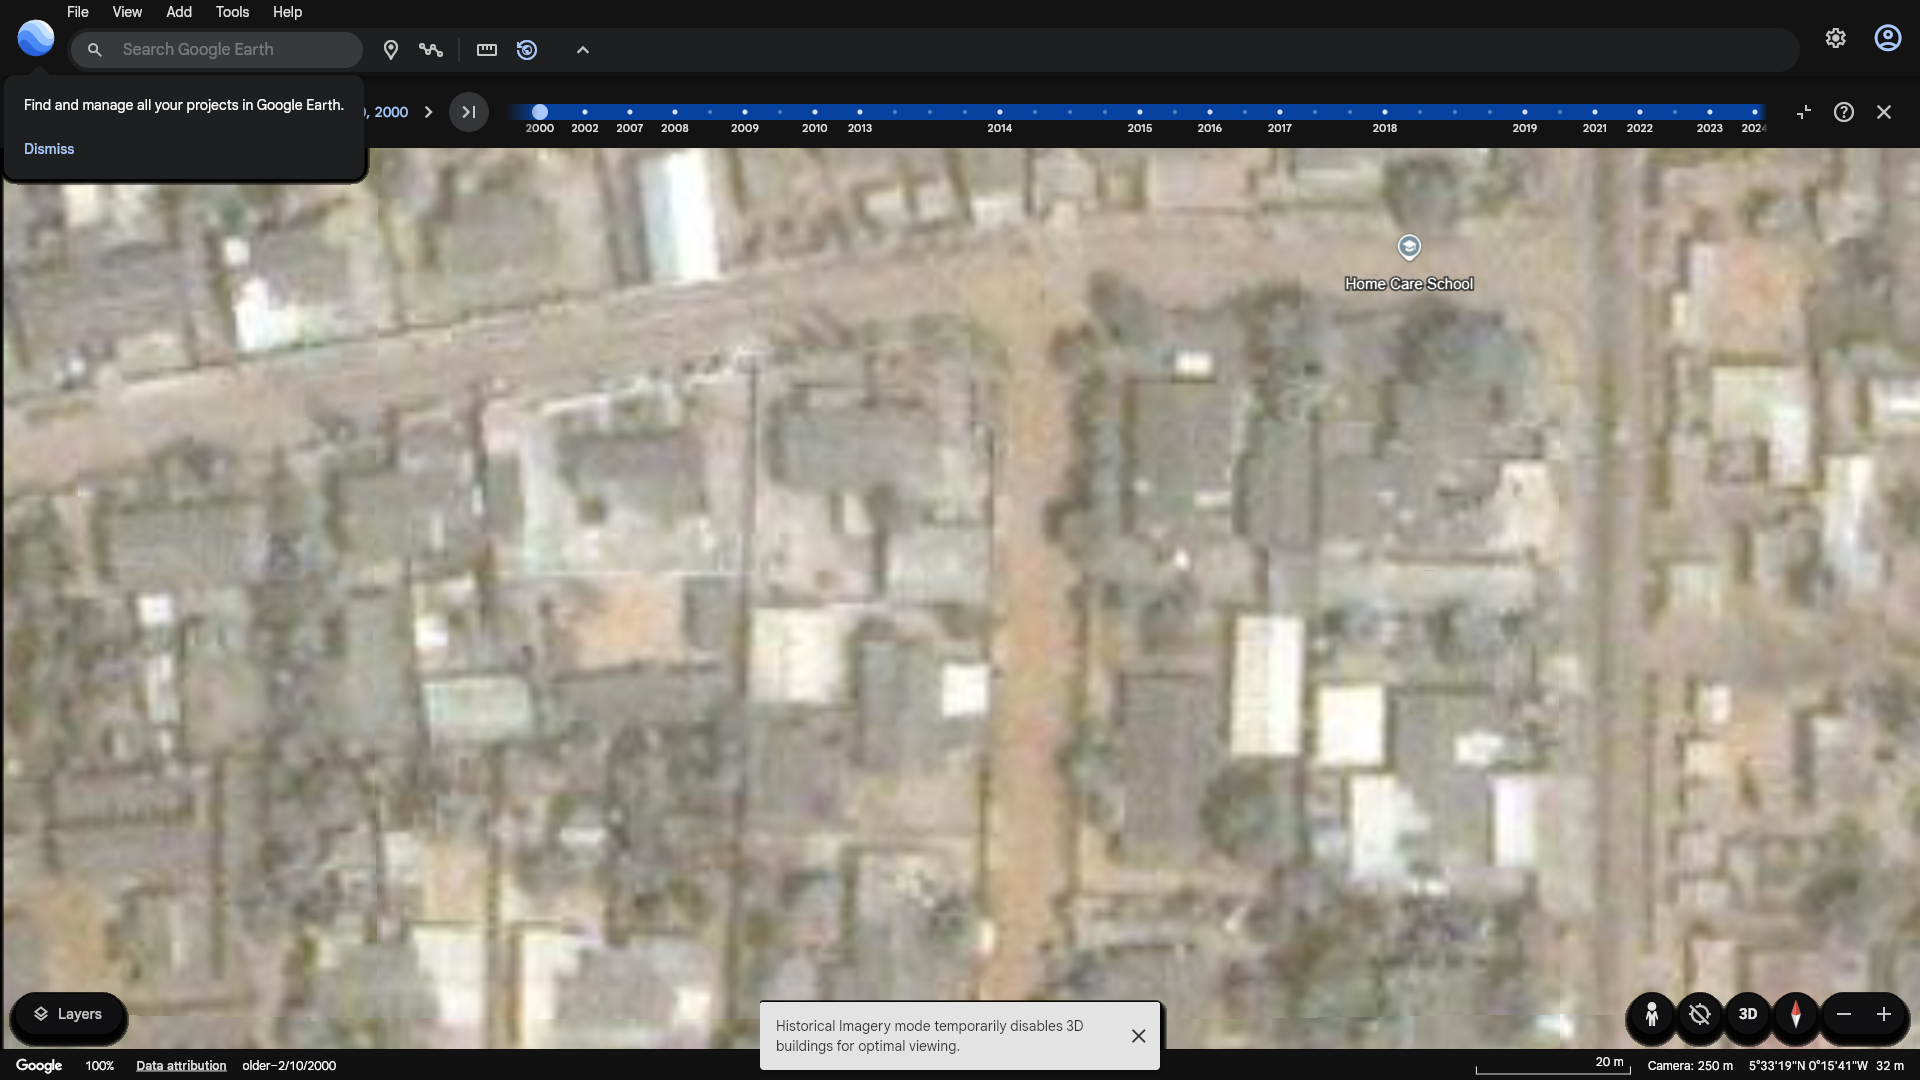 File View Add Tools Help
Search Google Earth
Find and manage all your projects in Google Earth.
Dismiss
, 2000
2000 2002 2007 2008 2009 2010 2013 2014 2015 2016 2017 2018 2019 2021 2022 2023 2024
Home Care School
Layers
Historical Imagery mode temporarily disables 3D
buildings for optimal viewing.
3D
Google 100% Data attribution older–2/10/2000 20 m Camera: 250 m 5°33'19"N 0°15'41"W 32 m